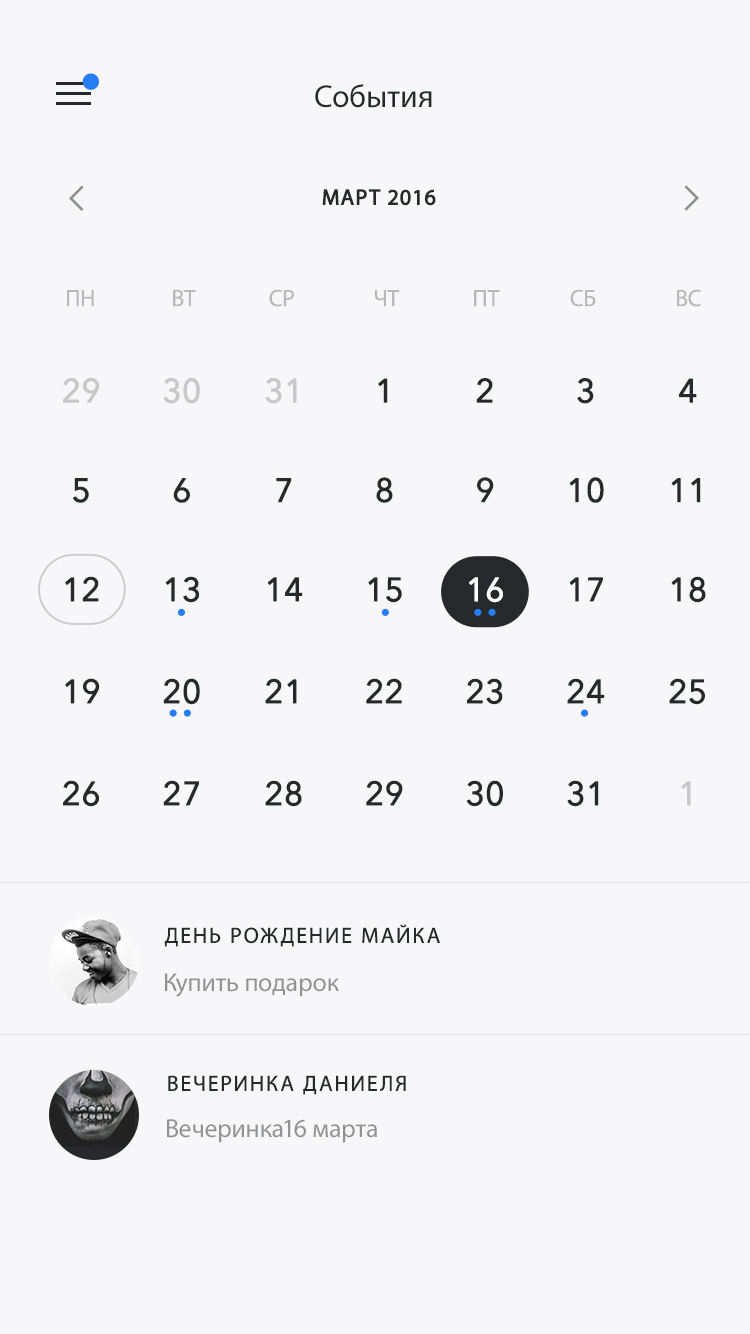 События
МАРТ 2016
ПН ВТ СР ЧТ ПТ СБ ВС
29 30 31 1 2 3 4
5 6 7 8 9 10 11
12 13 14 15 16 17 18
19 20 21 22 23 24 25
26 27 28 29 30 31 1
ДЕНЬ РОЖДЕНИЕ МАЙКА
Купить подарок
ВЕЧЕРИНКА ДАНИЕЛЯ
Вечеринка16 марта